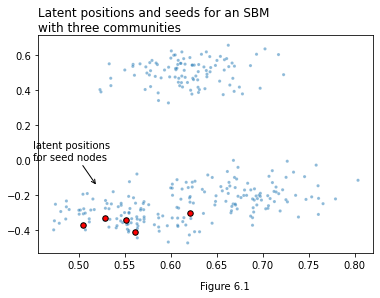 Latent positions and seeds for an SBM
with three communities
0.6
0.4
0.2
0.0
−0.2
−0.4
latent positions
for seed nodes
0.50
0.55
0.60
0.65
0.70
0.75
0.80
Figure 6.1